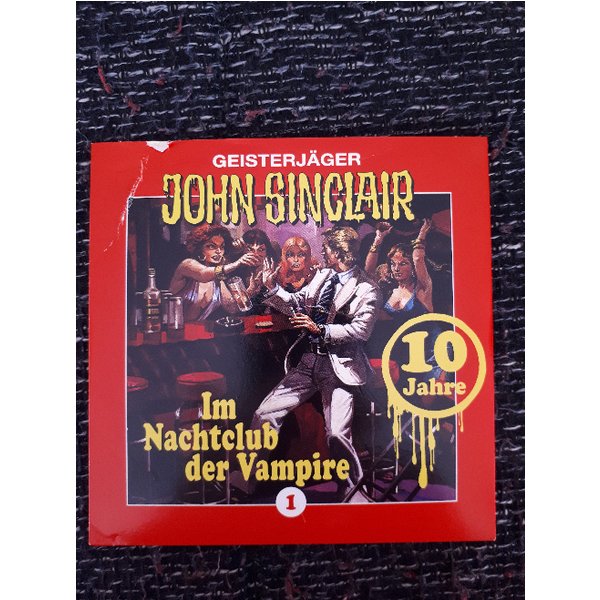 GEISTERJÄGER
JOHN SINCLAIR
10
Jahre
Im
Nachtclub
der Vampire
1